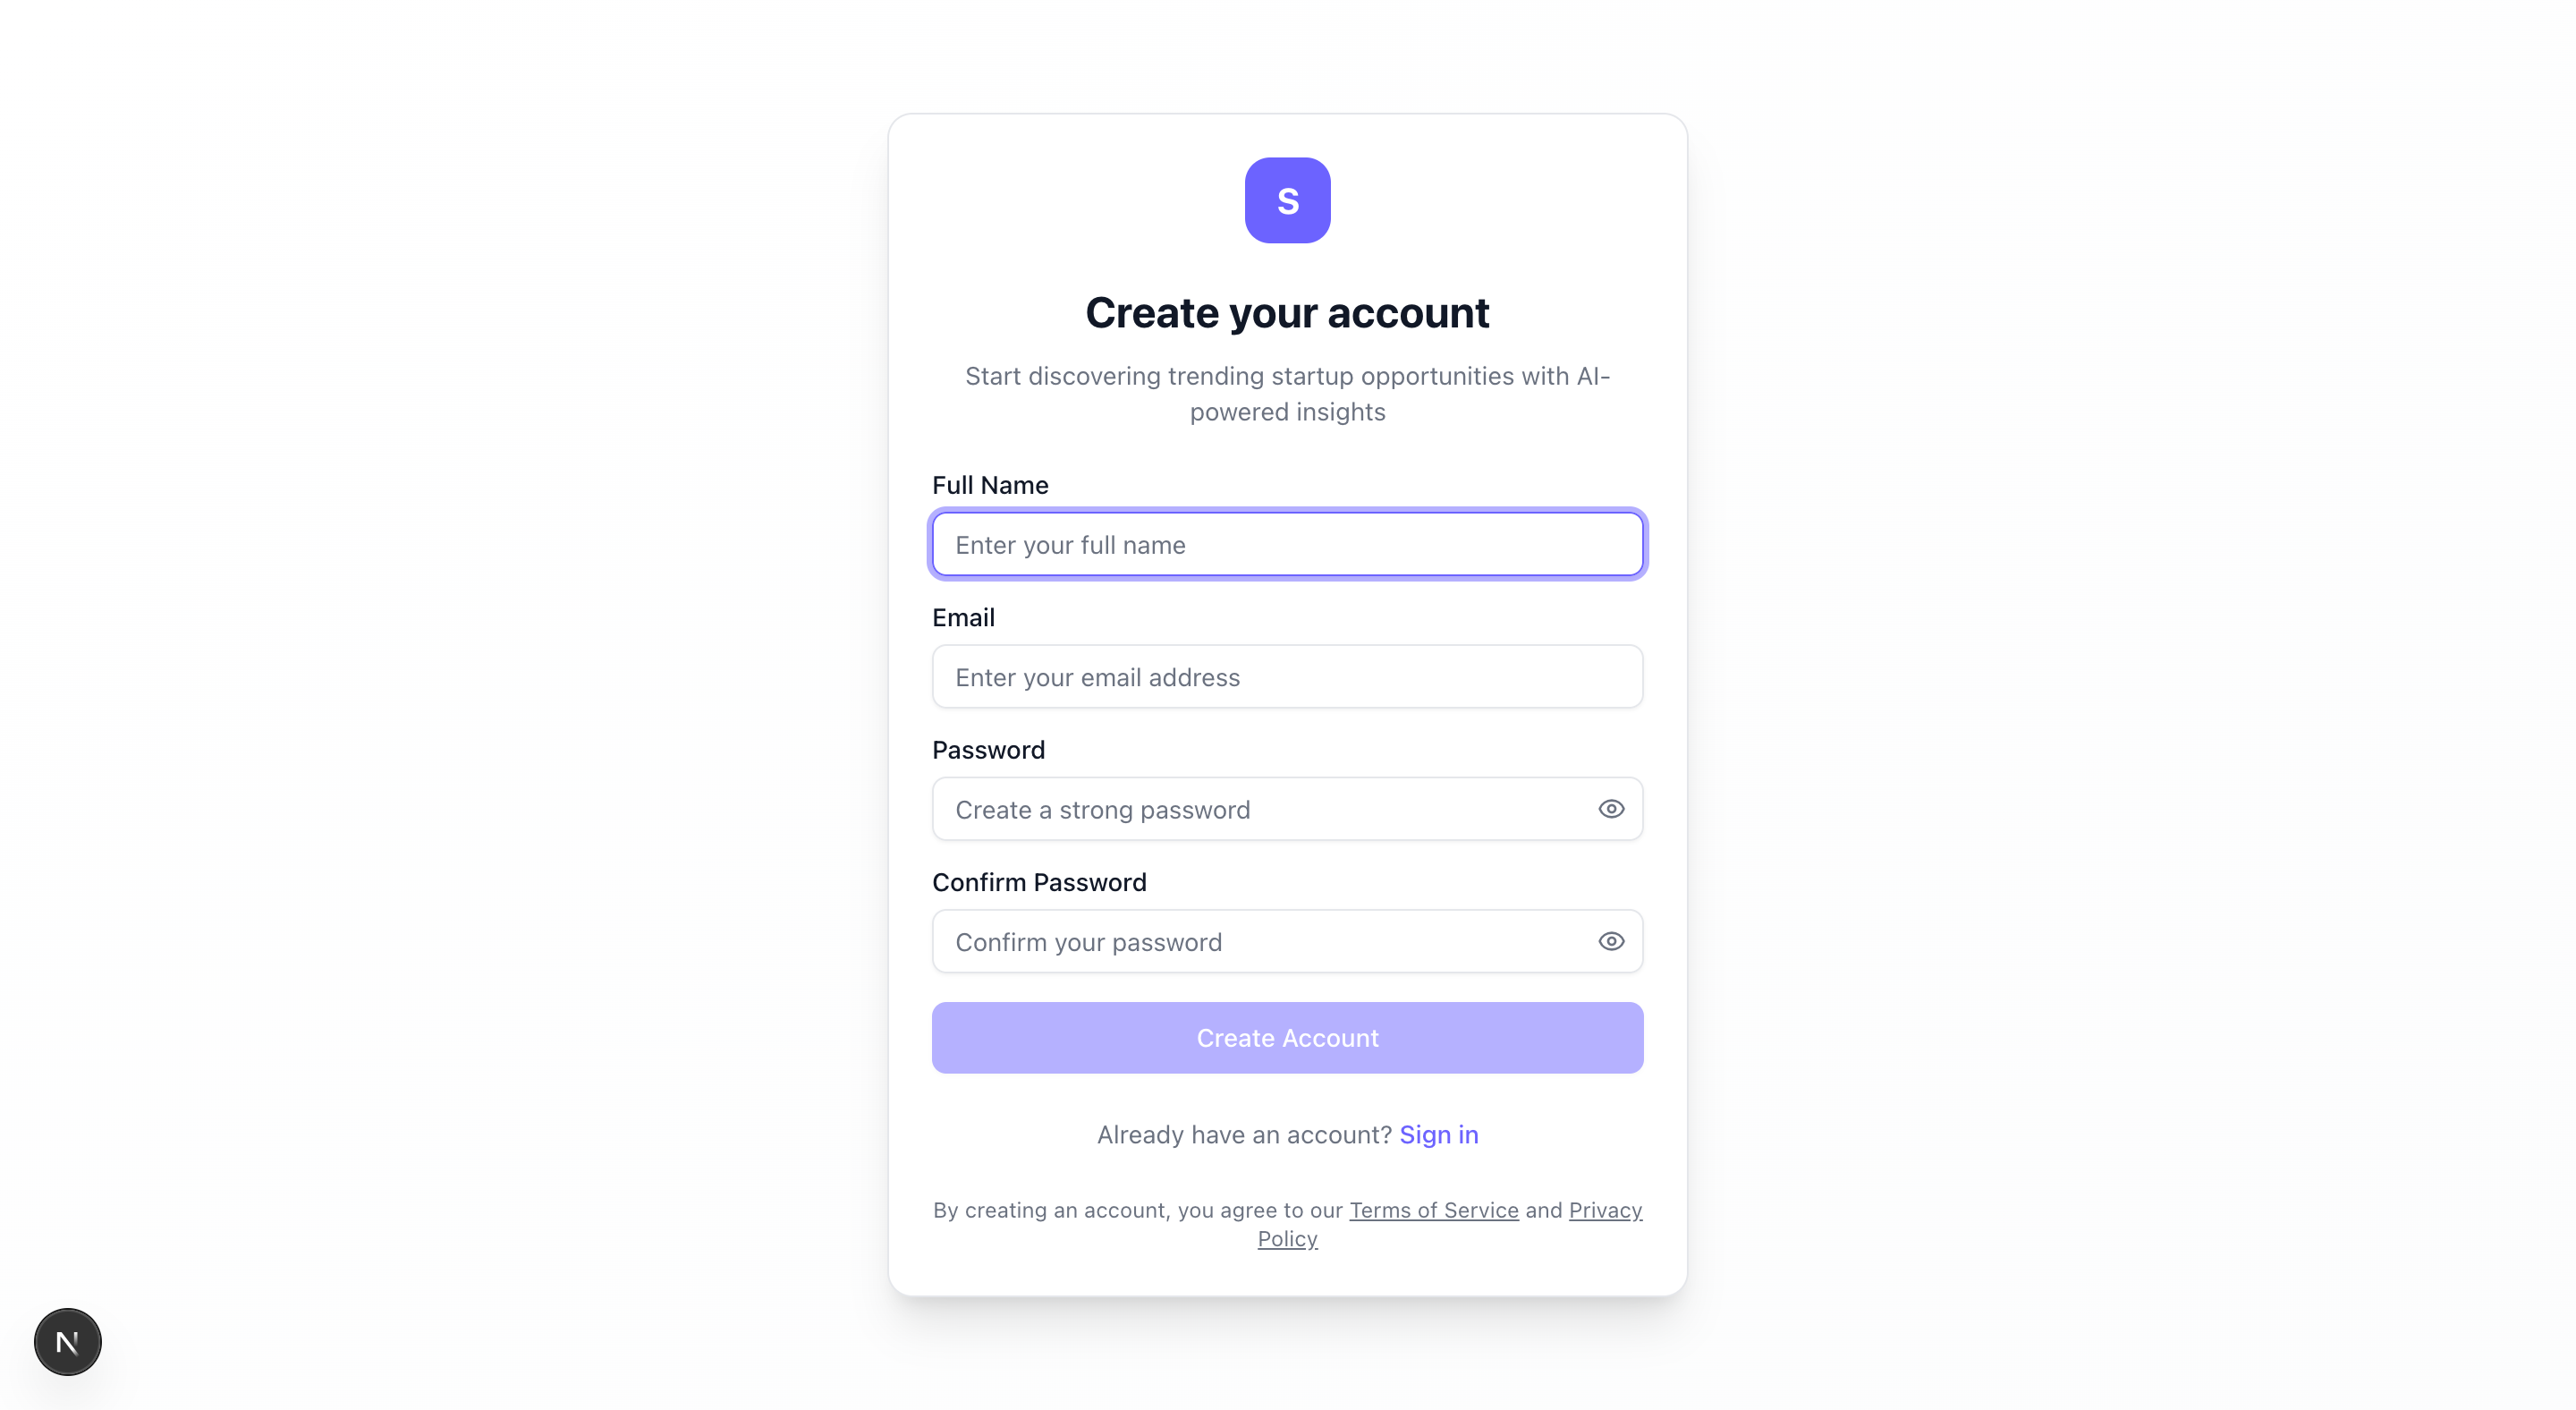 S
Create your account
Start discovering trending startup opportunities with AI-
powered insights
Full Name
Enter your full name
Email
Enter your email address
Password
Create a strong password
Confirm Password
Confirm your password
Create Account
Already have an account? Sign in
By creating an account, you agree to our Terms of Service and Privacy
Policy
N